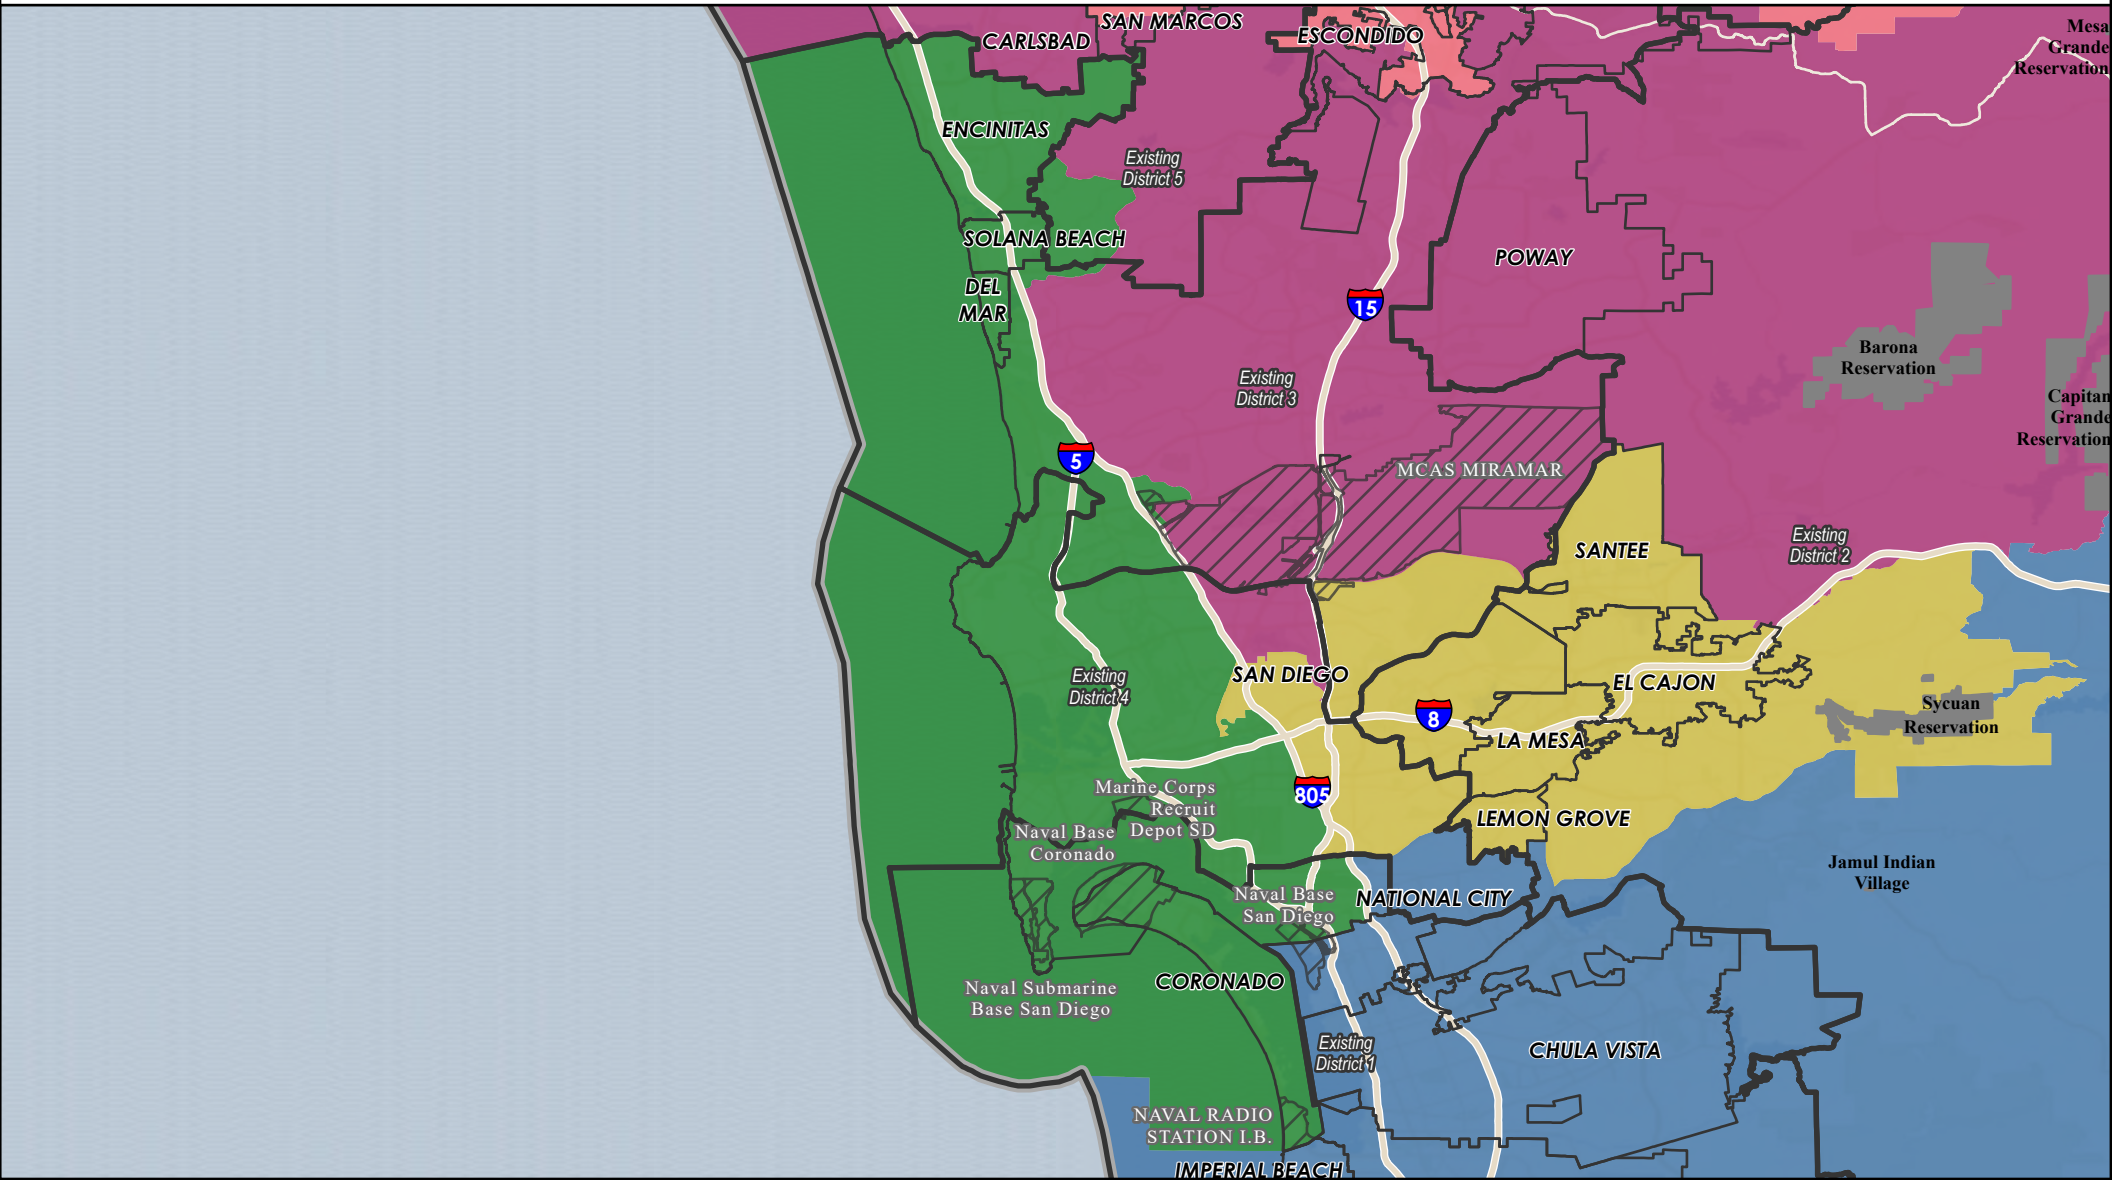 SAN MARCOS
CARLSBAD
ESCONDIDO
Mesa
Grande
Reservation
ENCINITAS
Existing
District 5
SOLANA BEACH
POWAY
DEL
MAR
15
Barona
Reservation
Existing
District 3
Capitan
Grande
Reservation
5
MCAS MIRAMAR
SANTEE
Existing
District 2
SAN DIEGO
Existing
District 4
EL CAJON
8
Sycuan
Reservation
LA MESA
805
Marine Corps
Recruit
Depot SD
LEMON GROVE
Naval Base
Coronado
Jamul Indian
Village
Naval Base
San Diego
NATIONAL CITY
CORONADO
Naval Submarine
Base San Diego
Existing
District 1
CHULA VISTA
NAVAL RADIO
STATION I.B.
IMPERIAL BEACH